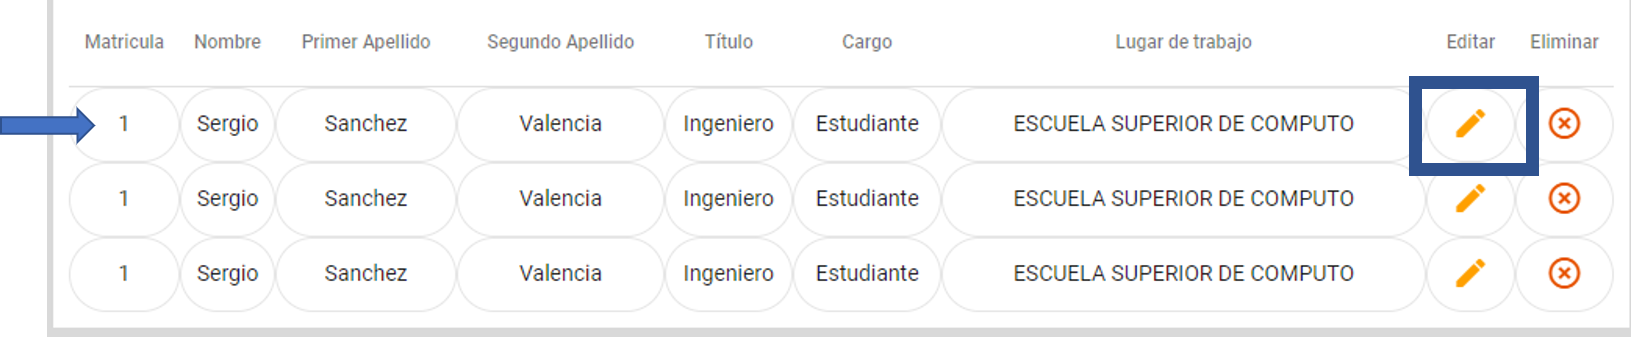 Matricula Nombre Primer Apellido Segundo Apellido Título Cargo Lugar de trabajo Editar Eliminar
1 Sergio Sanchez Valencia Ingeniero Estudiante ESCUELA SUPERIOR DE COMPUTO
1 Sergio Sanchez Valencia Ingeniero Estudiante ESCUELA SUPERIOR DE COMPUTO
1 Sergio Sanchez Valencia Ingeniero Estudiante ESCUELA SUPERIOR DE COMPUTO